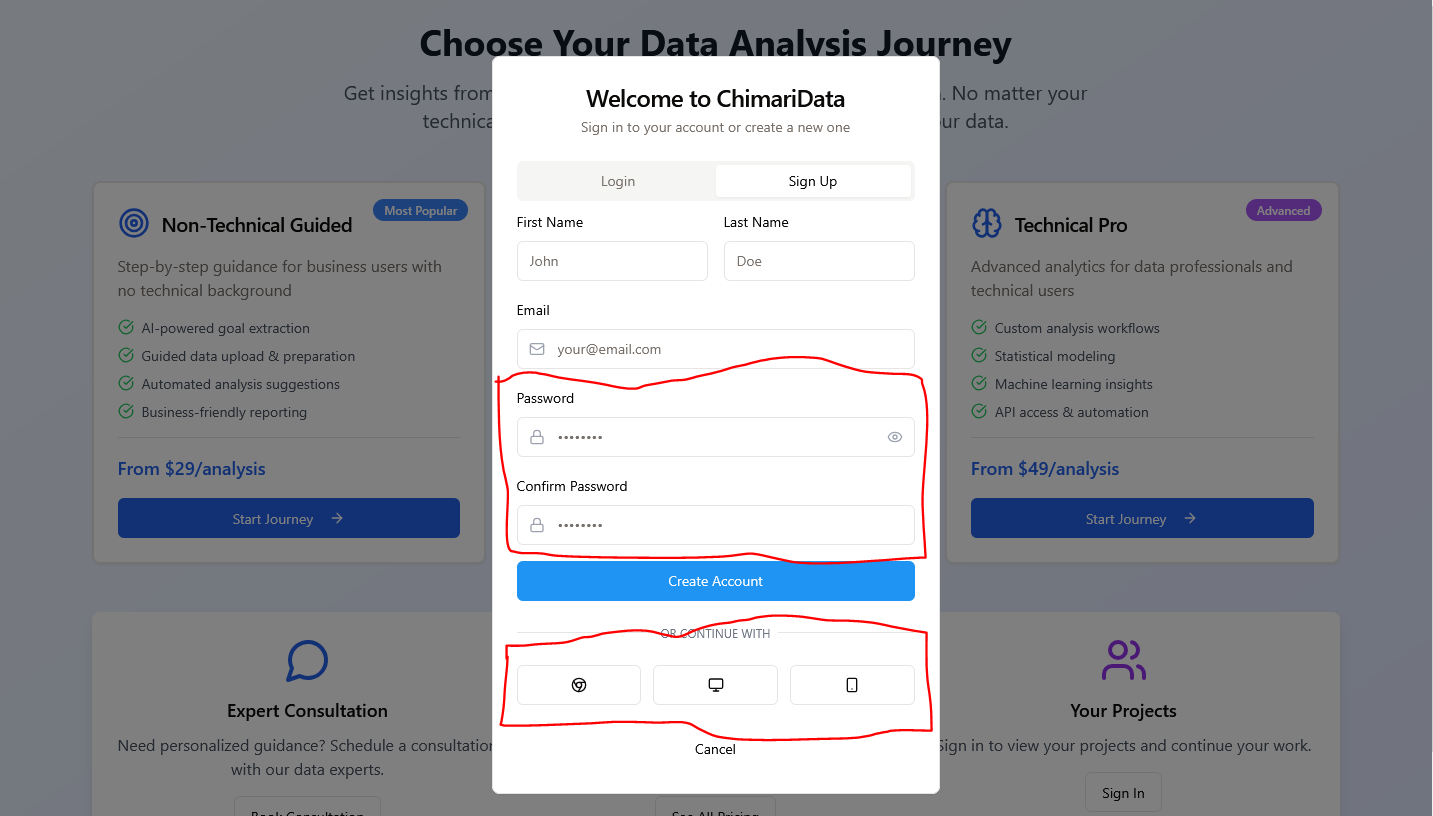 Choose Your Data Analysis Journey
Get insights from
. No matter your
technica
our data.
Welcome to ChimariData
Sign in to your account or create a new one
Login
Sign Up
First Name
Last Name
John
Doe
Email
your@email.com
Password
••••••••
Confirm Password
••••••••
Create Account
OR CONTINUE WITH
Cancel
Most Popular
Non-Technical Guided
Step-by-step guidance for business users with
no technical background
AI-powered goal extraction
Guided data upload & preparation
Automated analysis suggestions
Business-friendly reporting
From $29/analysis
Start Journey
Advanced
Technical Pro
Advanced analytics for data professionals and
technical users
Custom analysis workflows
Statistical modeling
Machine learning insights
API access & automation
From $49/analysis
Start Journey
Expert Consultation
Need personalized guidance? Schedule a consultation
with our data experts.
Book Consultation
See All Pricing
Your Projects
Sign in to view your projects and continue your work.
Sign In